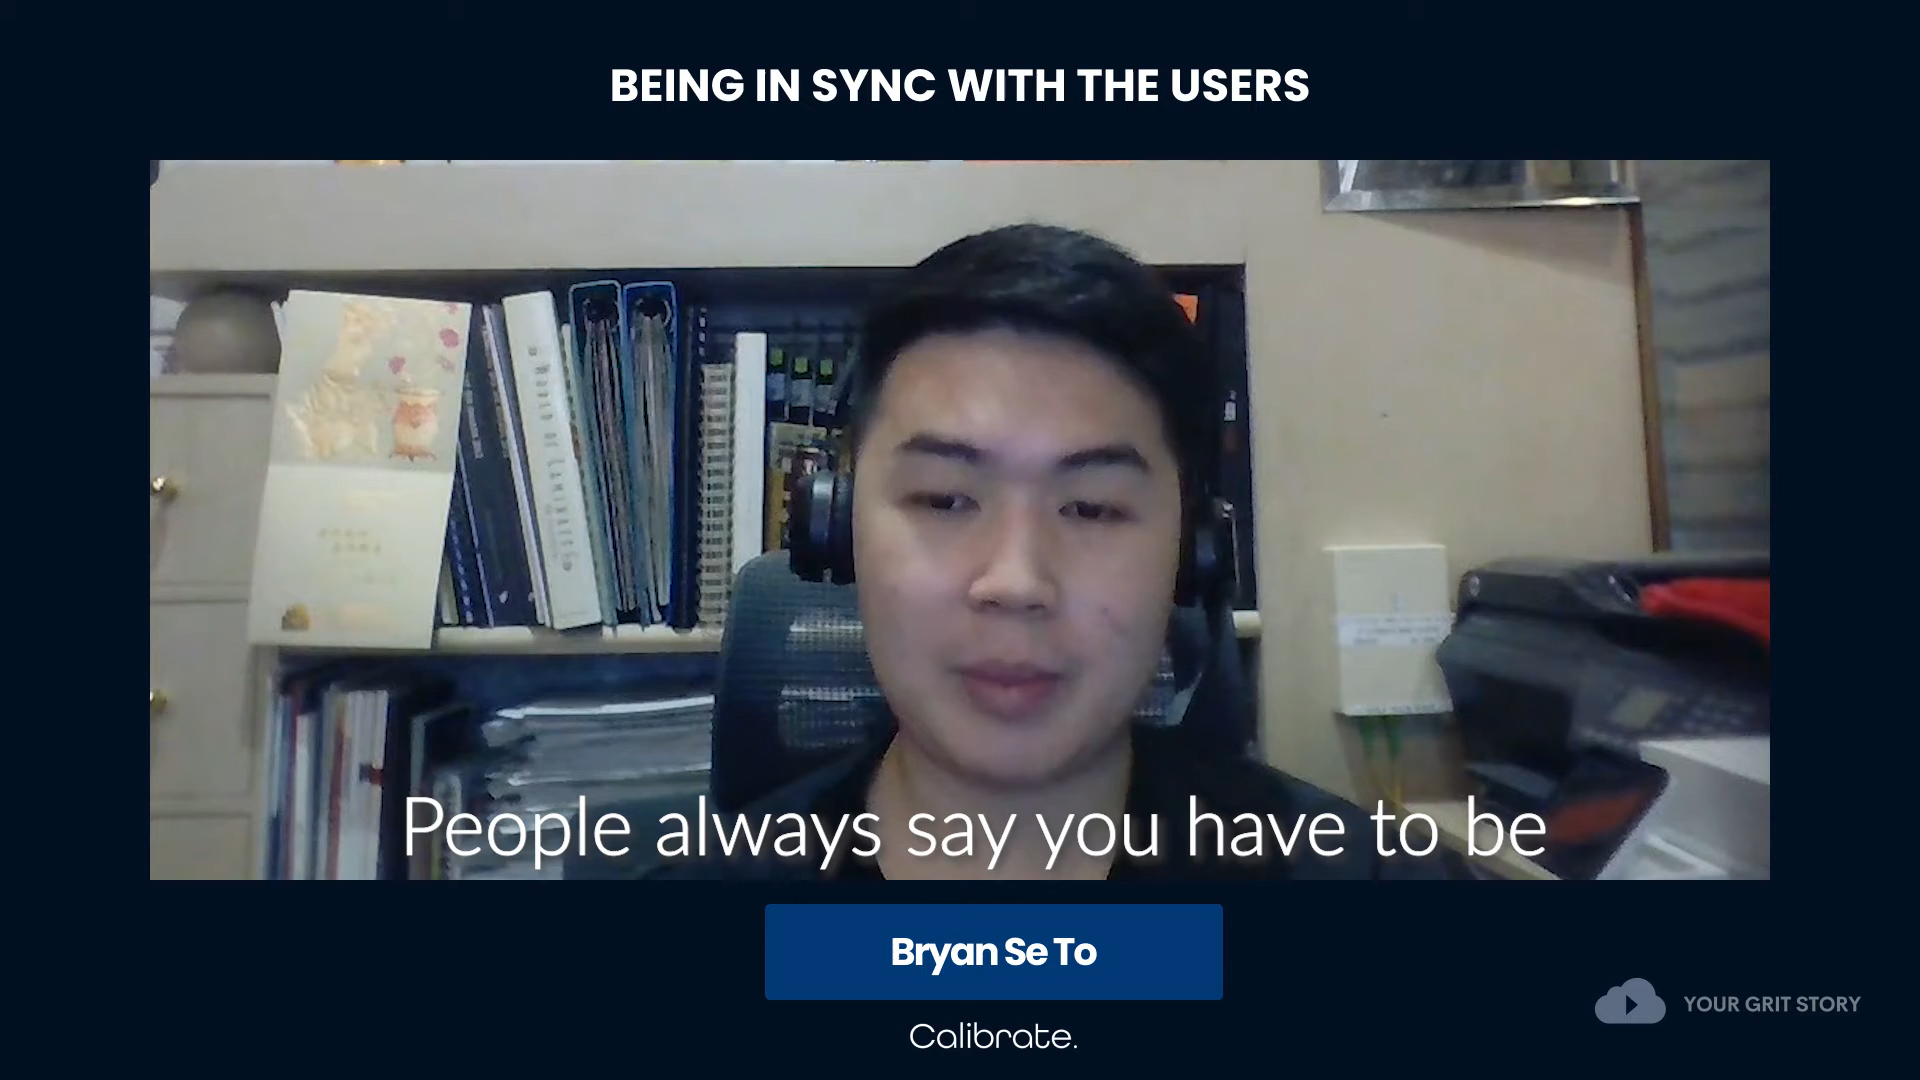 BEING IN SYNC WITH THE USERS
People always say you have to be
Bryan Se To
Calibrate.
YOUR GRIT STORY